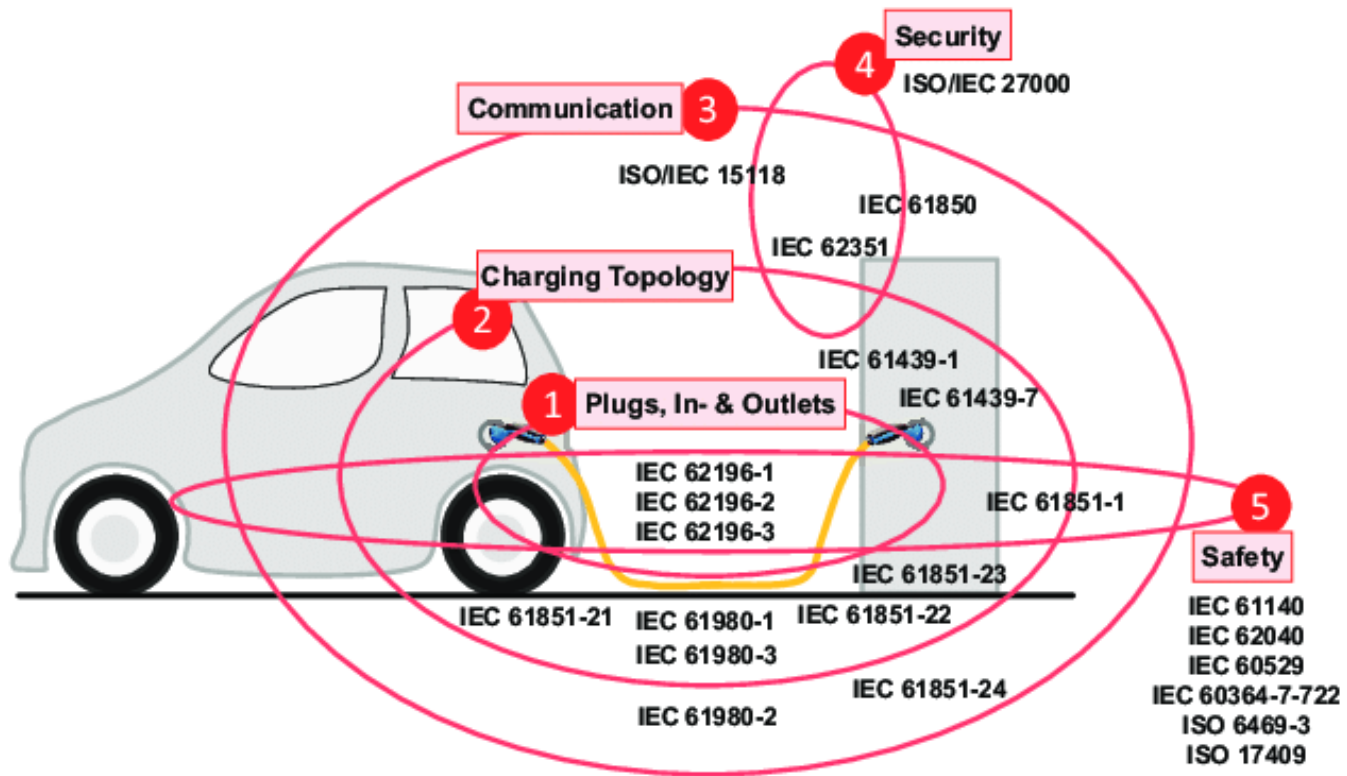 Security
4
ISO/IEC 27000
Communication
3
ISO/IEC 15118
IEC 61850
IEC 62351
Charging Topology
2
IEC 61439-1
IEC 61439-7
1
Plugs, In- & Outlets
IEC 62196-1
IEC 62196-2
IEC 62196-3
IEC 61851-1
5
Safety
IEC 61851-23
IEC 61851-21
IEC 61980-1
IEC 61851-22
IEC 61980-3
IEC 61851-24
IEC 61980-2
IEC 61140
IEC 62040
IEC 60529
IEC 60364-7-722
ISO 6469-3
ISO 17409